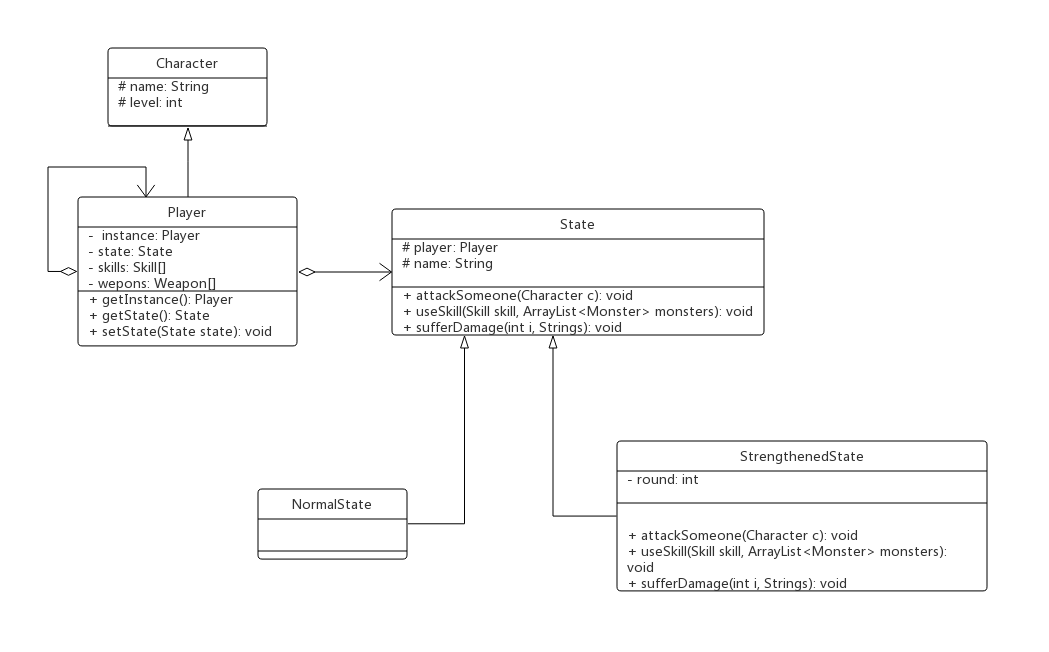 Character
# name: String
# level: int
Player
- instance: Player
- state: State
- skills: Skill[]
- wepons: Weapon[]
+ getInstance(): Player
+ getState(): State
+ setState(State state): void
State
# player: Player
# name: String
+ attackSomeone(Character c): void
+ useSkill(Skill skill, ArrayList<Monster> monsters): void
+ sufferDamage(int i, Strings): void
NormalState
StrengthenedState
- round: int
+ attackSomeone(Character c): void
+ useSkill(Skill skill, ArrayList<Monster> monsters):
void
+ sufferDamage(int i, Strings): void